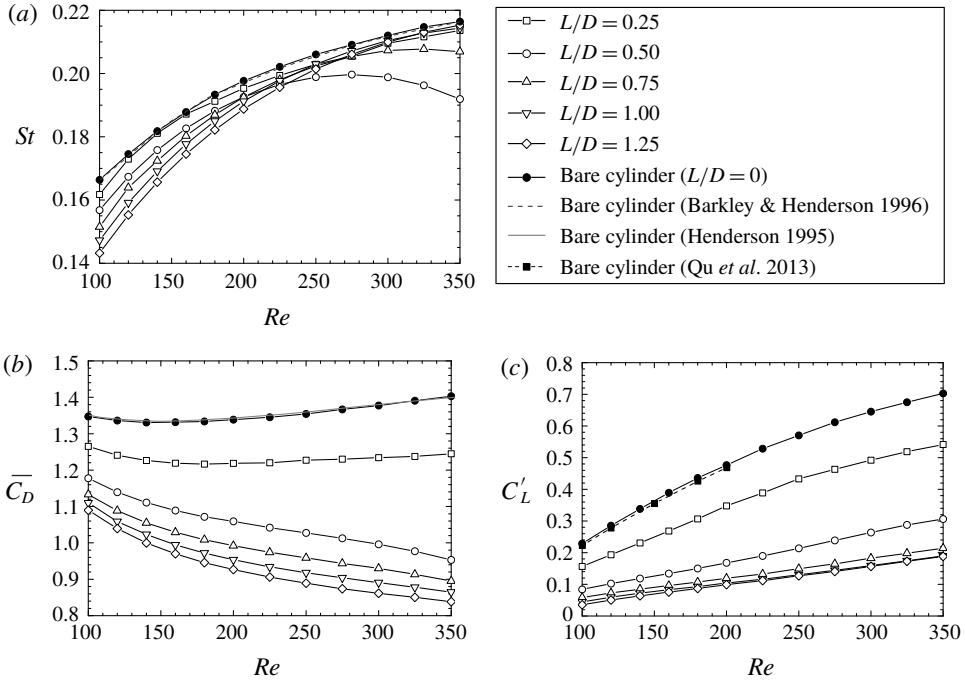 (a)
0.22
0.20
0.18
0.16
0.14
St
100 150 200 250 300 350
Re
L/D = 0.25
L/D = 0.50
L/D = 0.75
L/D = 1.00
L/D = 1.25
Bare cylinder (L/D = 0)
Bare cylinder (Barkley & Henderson 1996)
Bare cylinder (Henderson 1995)
Bare cylinder (Qu et al. 2013)
(b)
1.5
1.4
1.3
1.2
1.1
1.0
0.9
0.8
C̅_D
100 150 200 250 300 350
Re
(c)
0.8
0.7
0.6
0.5
0.4
0.3
0.2
0.1
0
C′_L
100 150 200 250 300 350
Re